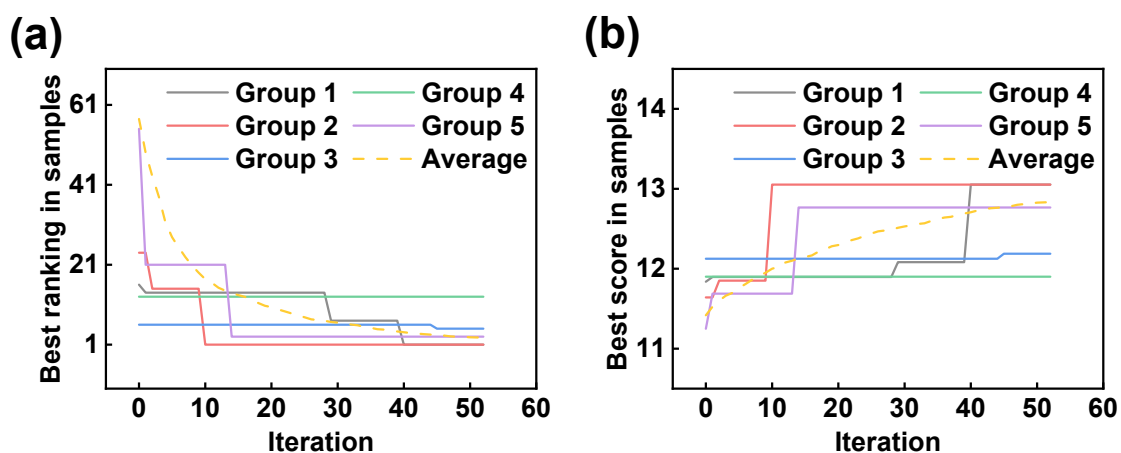 (a)
Best ranking in samples
61
41
21
1
Group 1
Group 4
Group 2
Group 5
Group 3
Average
0 10 20 30 40 50 60
Iteration
(b)
Best score in samples
14
13
12
11
Group 1
Group 4
Group 2
Group 5
Group 3
Average
0 10 20 30 40 50 60
Iteration